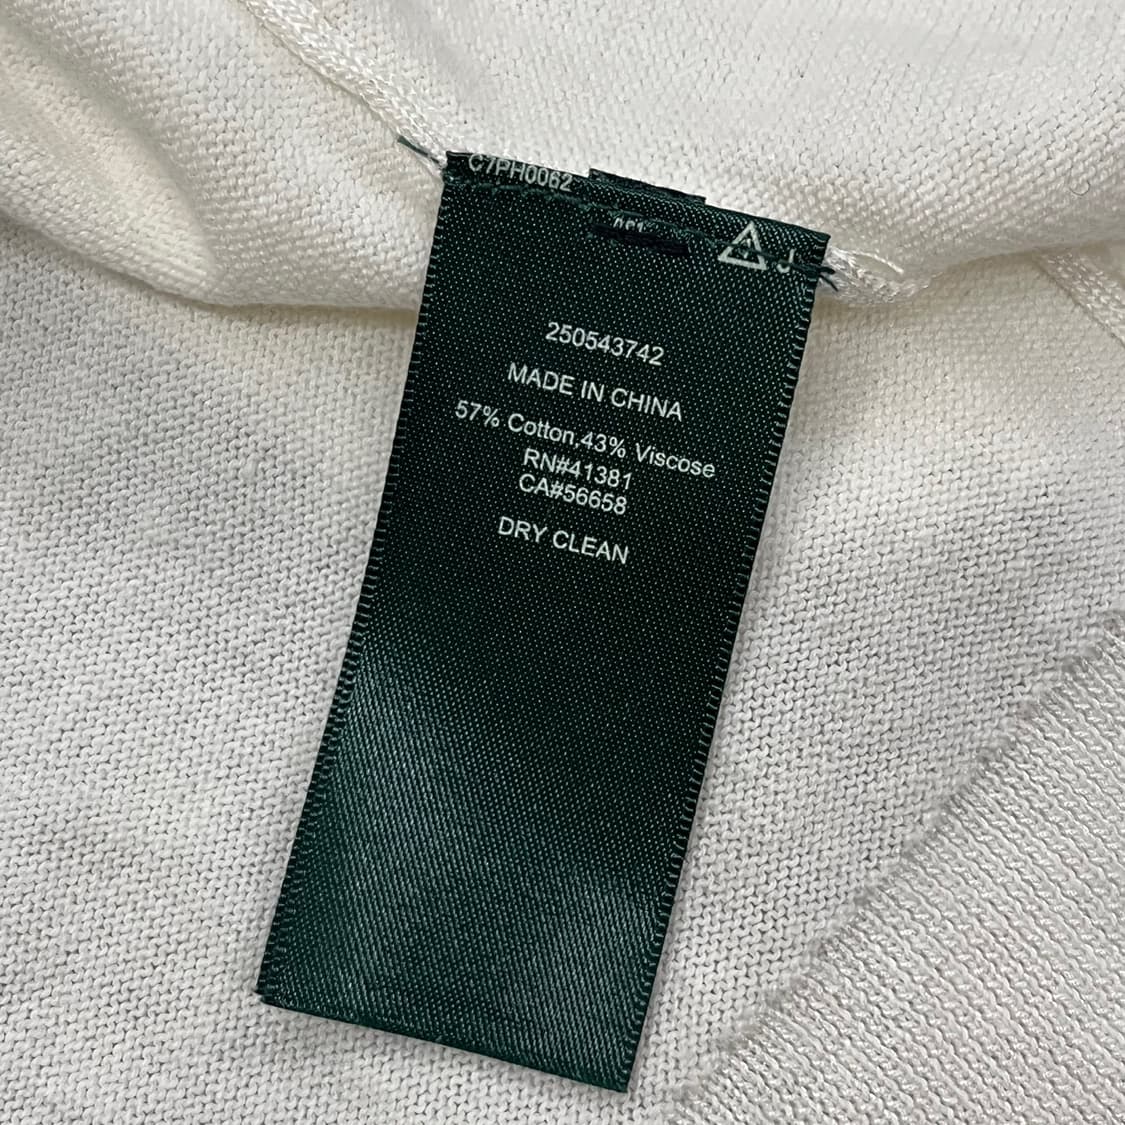 C7PH0062
250543742
MADE IN CHINA
57% Cotton,43% Viscose
RN#41381
CA#56658
DRY CLEAN